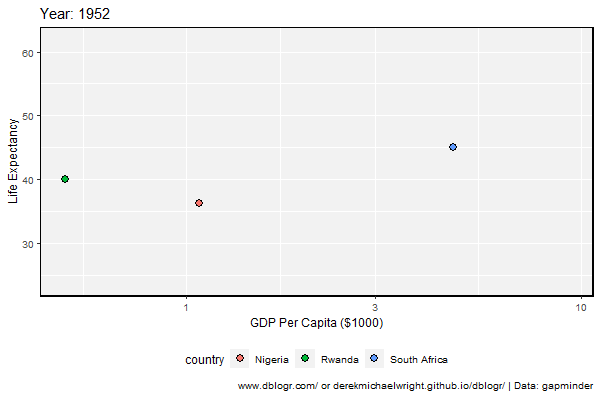 Year: 1952
60
50
40
30
Life Expectancy
1 3 10
GDP Per Capita ($1000)
country Nigeria Rwanda South Africa
www.dblogr.com/ or derekmichaelwright.github.io/dblogr/ | Data: gapminder